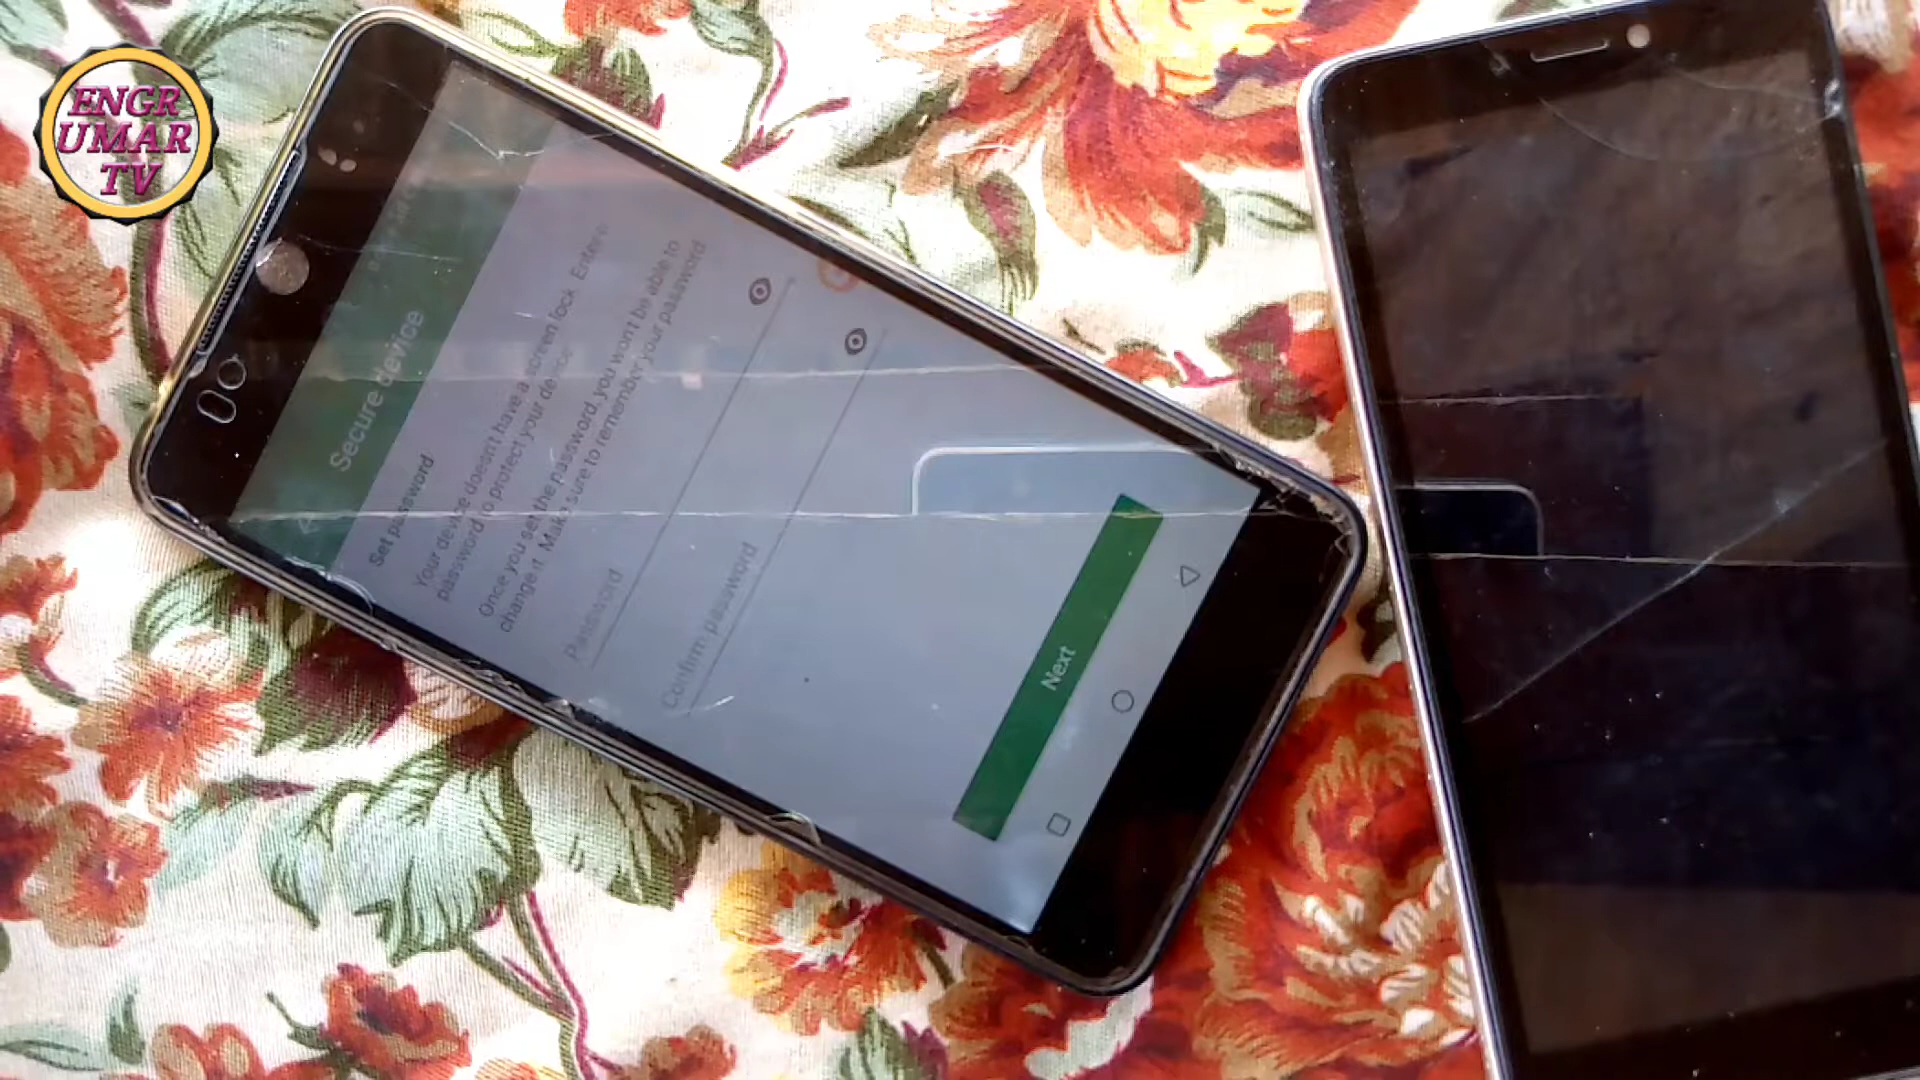 ENGR
UMAR
TV
Secure device
Set password
Your device doesn't have a screen lock. Enter a
password to protect your device
Once you set the password, you won't be able to
change it. Make sure to remember your password
Password
Confirm password
Next